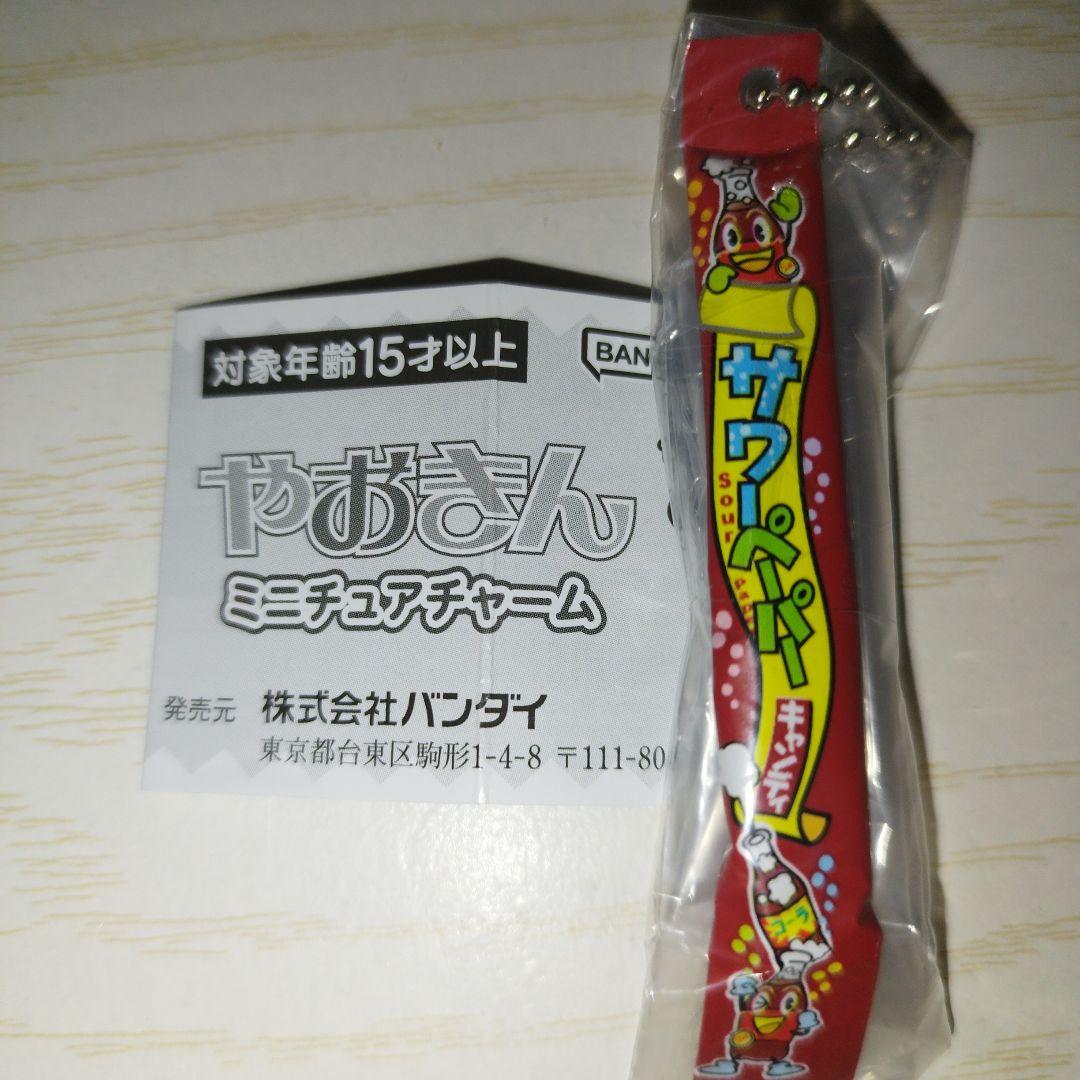 対象年齢15才以上
BAN
やおきん
ミニチュアチャーム
発売元 株式会社バンダイ
東京都台東区駒形1-4-8 〒111-80
サワーペーパー
Sour
キャンディ
コーラ